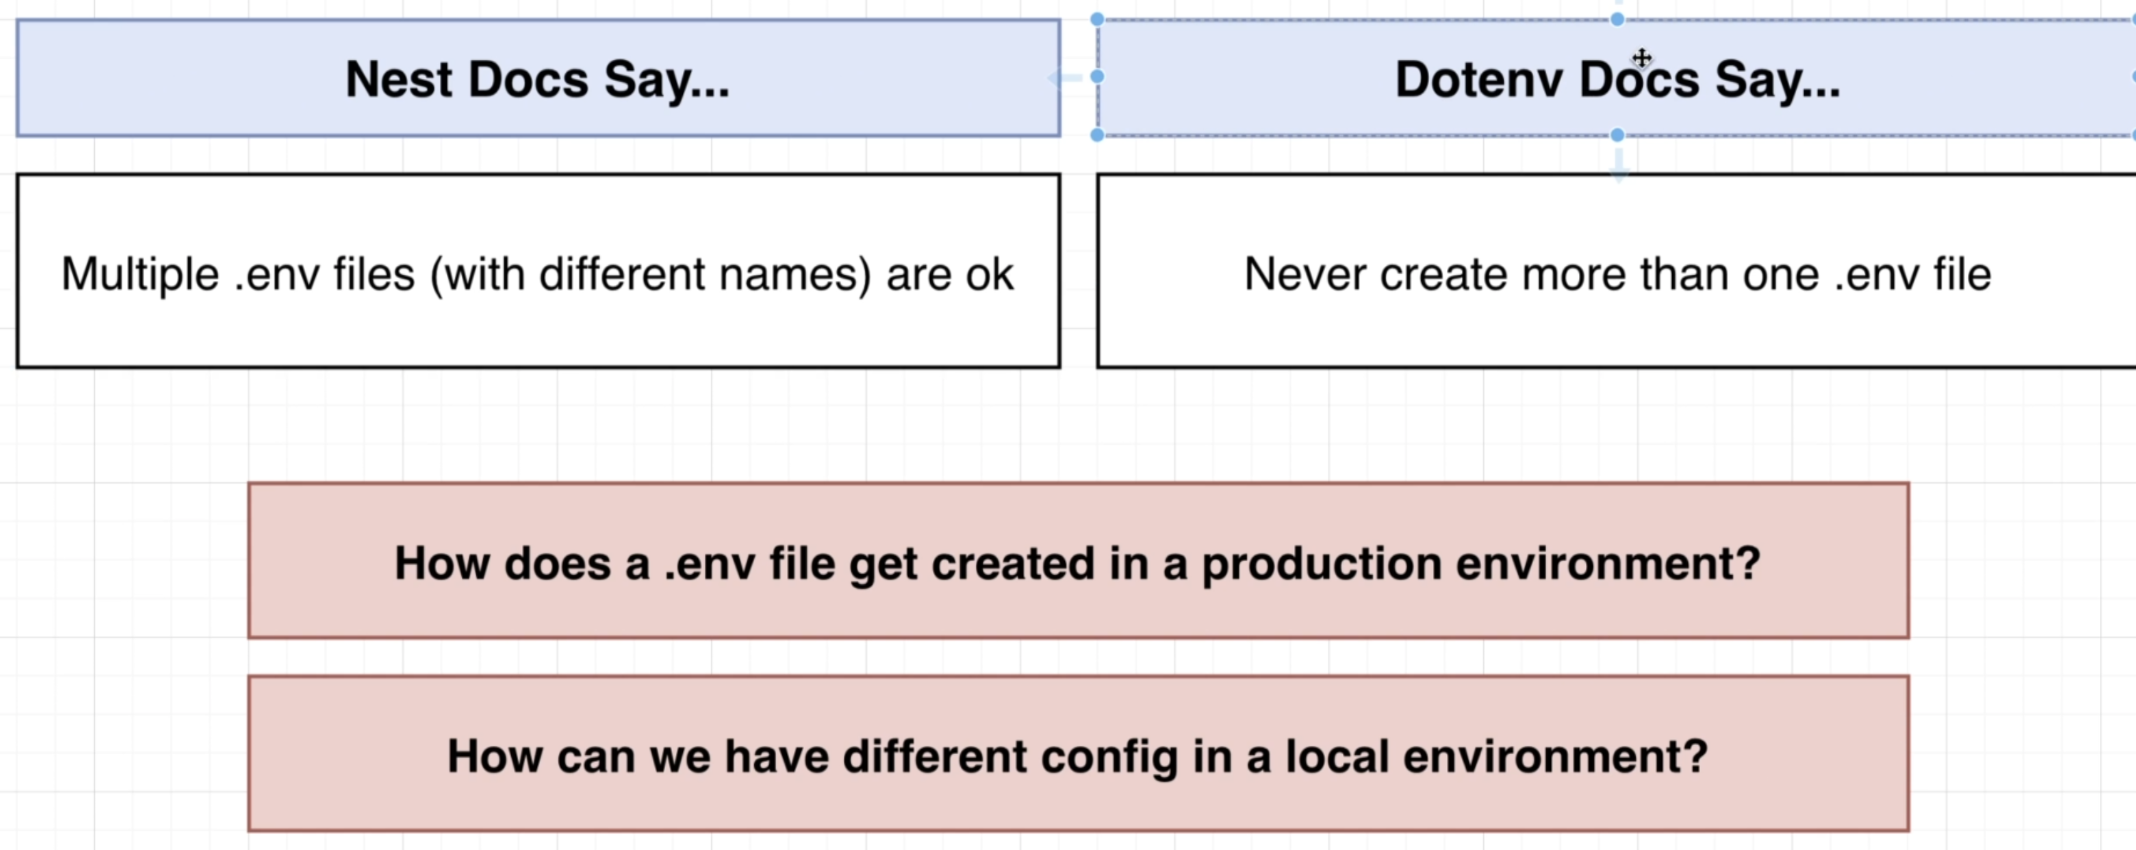 Nest Docs Say...
Dotenv Docs Say...
Multiple .env files (with different names) are ok
Never create more than one .env file
How does a .env file get created in a production environment?
How can we have different config in a local environment?